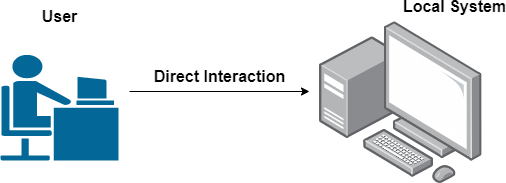 User
Local System
Direct Interaction